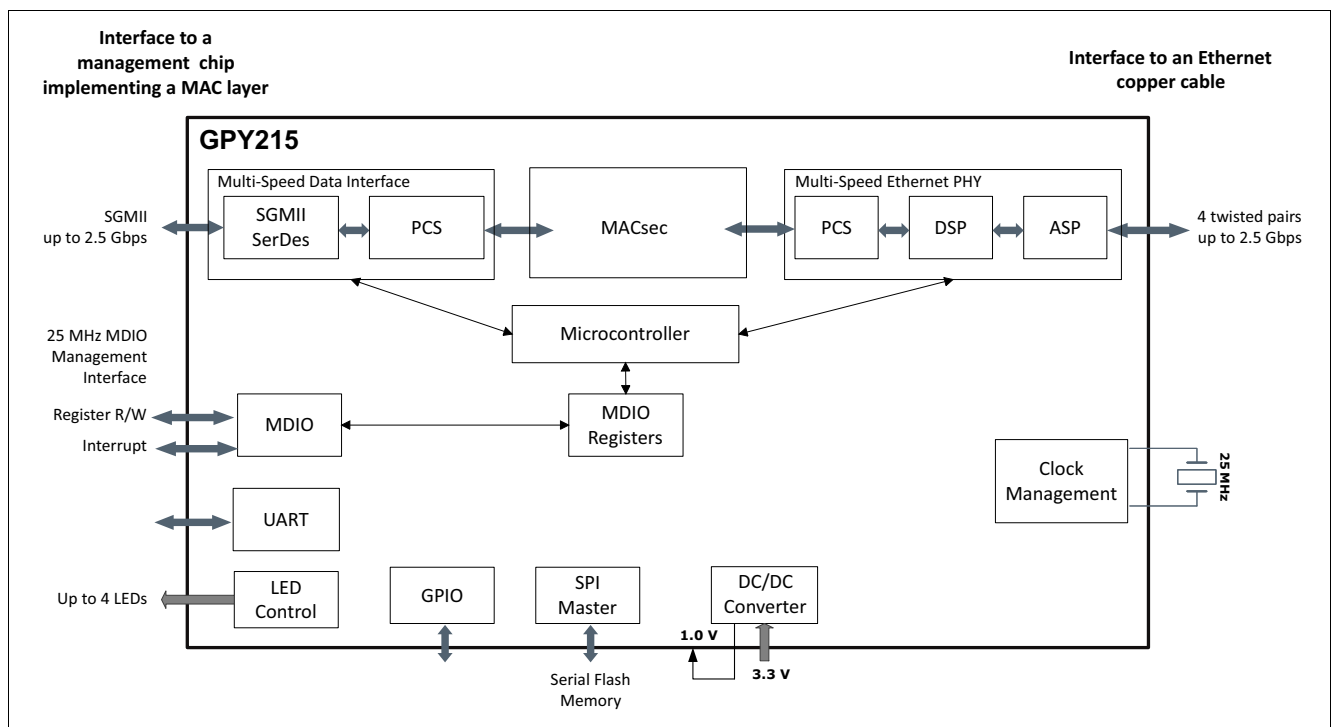 Interface to a
management chip
implementing a MAC layer
Interface to an Ethernet
copper cable
GPY215
Multi-Speed Data Interface
SGMII
SerDes
PCS
MACsec
Multi-Speed Ethernet PHY
PCS
DSP
ASP
SGMII
up to 2.5 Gbps
4 twisted pairs
up to 2.5 Gbps
Microcontroller
25 MHz MDIO
Management
Interface
Register R/W
Interrupt
MDIO
MDIO
Registers
Clock
Management
25 MHz
UART
Up to 4 LEDs
LED
Control
GPIO
SPI
Master
DC/DC
Converter
1.0 V
3.3 V
Serial Flash
Memory